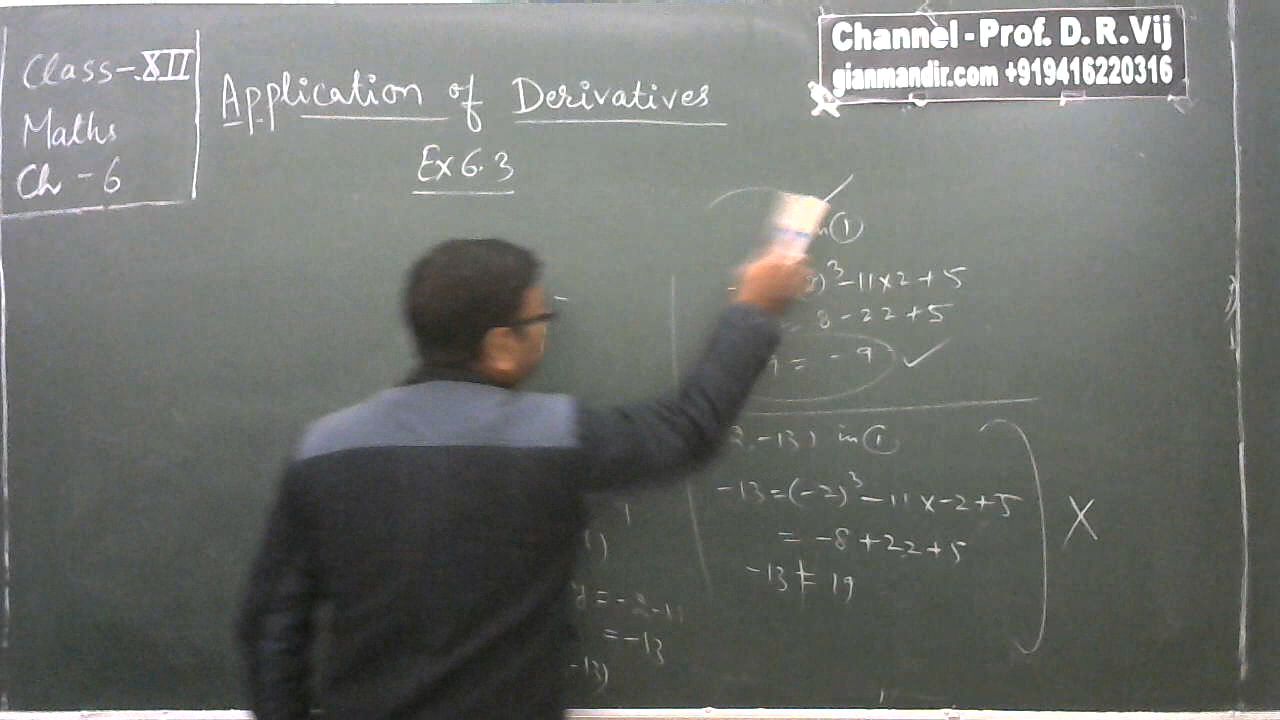 Class - XII
Maths
Ch - 6
Application of Derivatives
Ex 6.3
Channel - Prof. D. R. Vij
gianmandir.com +919416220316
in ①
)³ - 11 x 2 + 5
= 8 - 22 + 5
= - 9 ✓
, -13) in ①
-13 = (-2)³ - 11 x -2 + 5
= -8 + 22 + 5
-13 ≠ 19
X
= -2 - 11
= -13
-13)